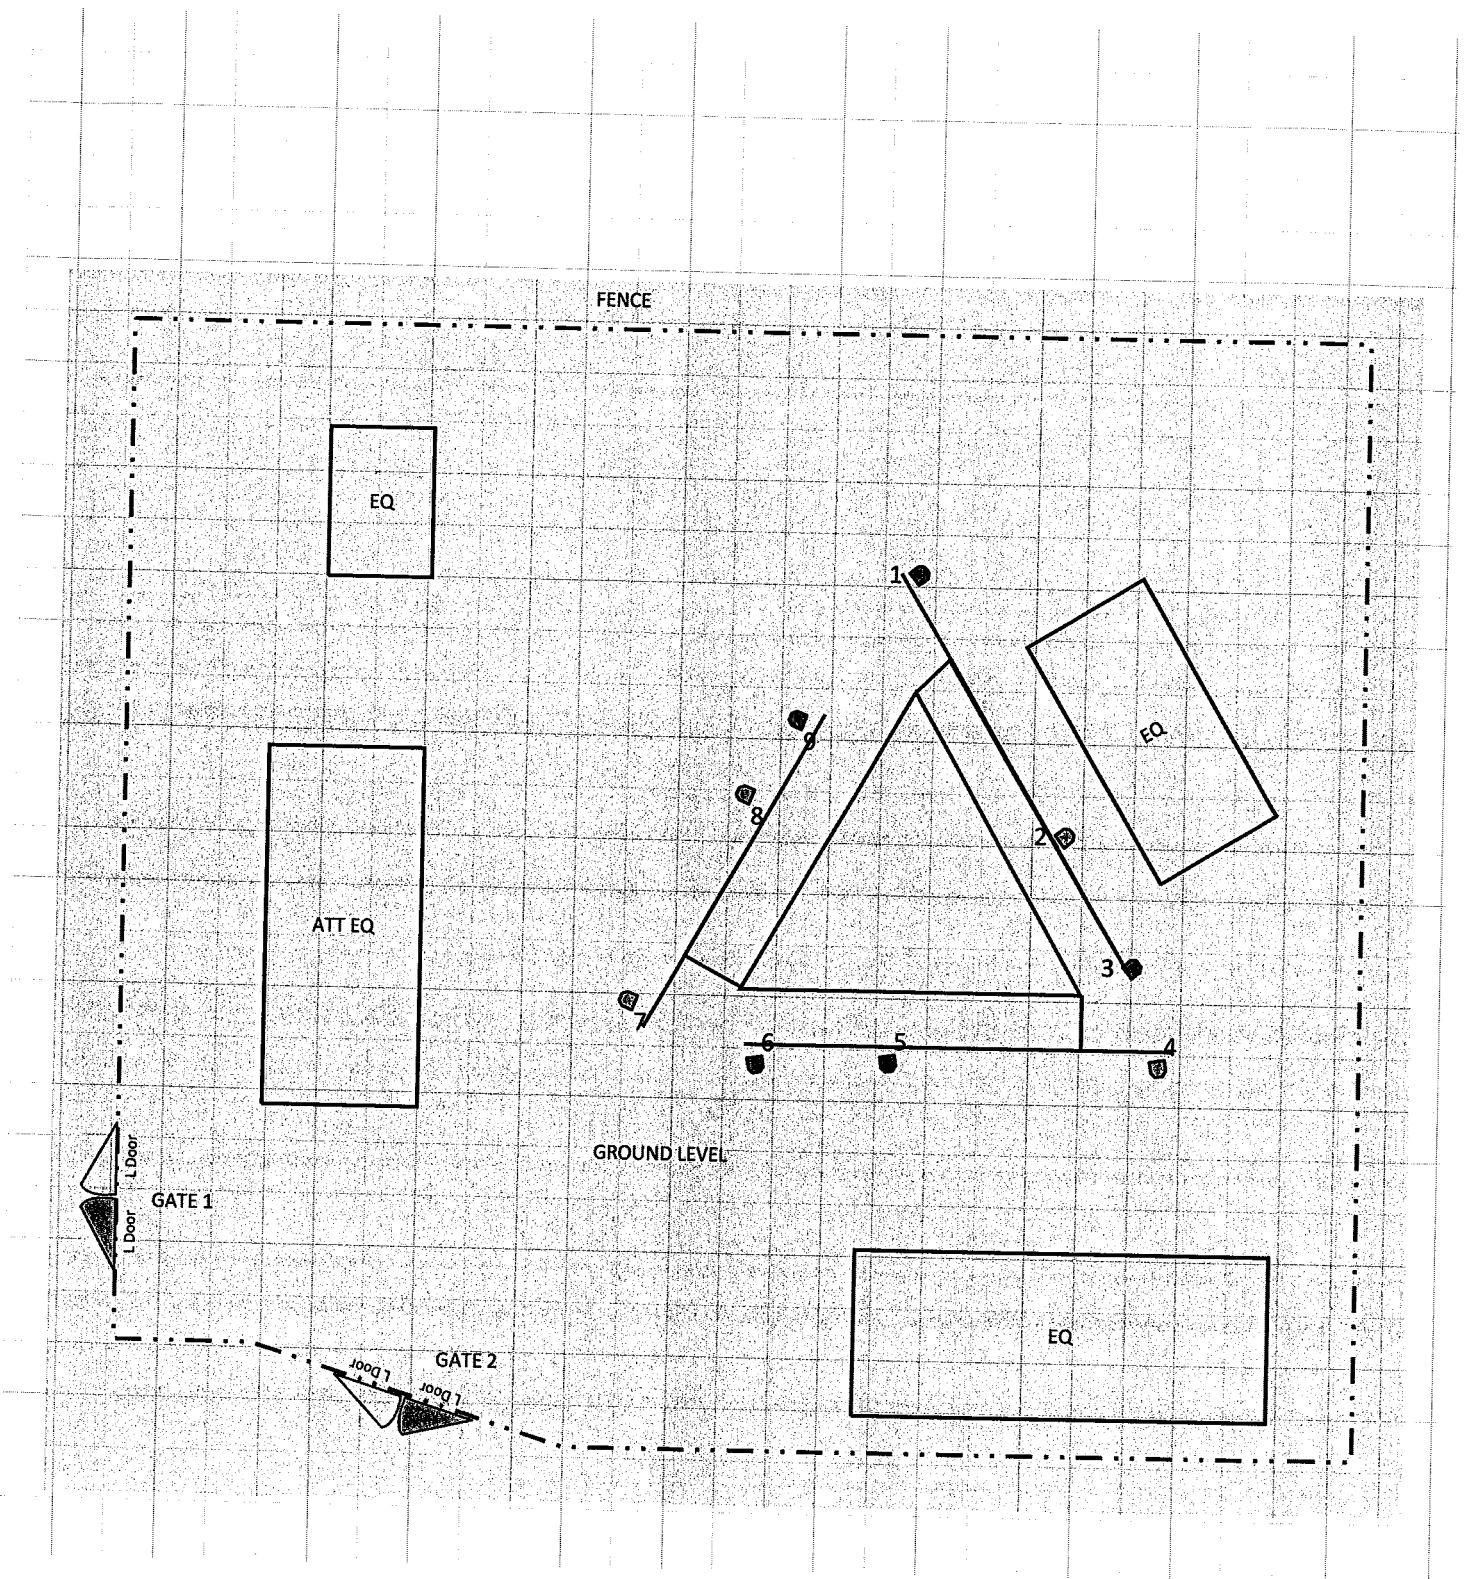 FENCE
EQ
1
EQ
9
8
2
ATT EQ
3
7
6
5
4
GROUND LEVEL
L Door
GATE 1
L Door
EQ
GATE 2
L Door
L Door